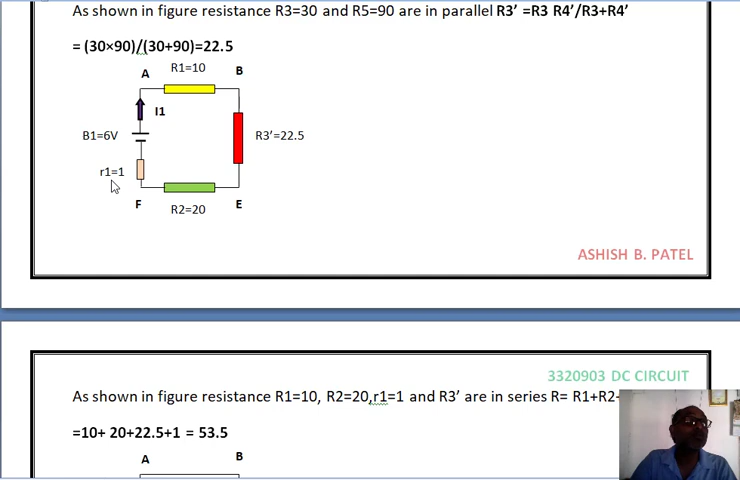 As shown in figure resistance R3=30 and R5=90 are in parallel R3’ =R3 R4’/R3+R4’
= (30×90)/(30+90)=22.5
A
R1=10
B
I1
B1=6V
R3’=22.5
r1=1
F
R2=20
E
ASHISH B. PATEL
3320903 DC CIRCUIT
As shown in figure resistance R1=10, R2=20,r1=1 and R3’ are in series R= R1+R2+
=10+ 20+22.5+1 = 53.5
A
B